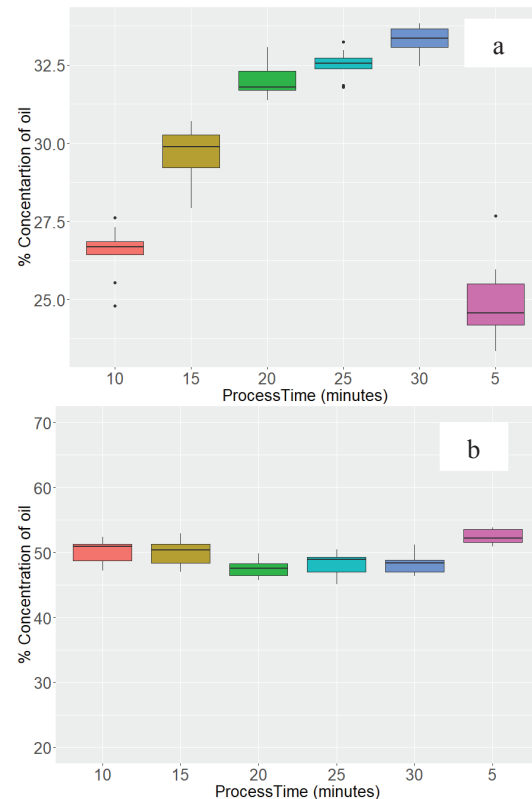 a
% Concentartion of oil
32.5
30.0
27.5
25.0
10 15 20 25 30 5
ProcessTime (minutes)
b
% Concentration of oil
70
60
50
40
30
20
10 15 20 25 30 5
ProcessTime (minutes)